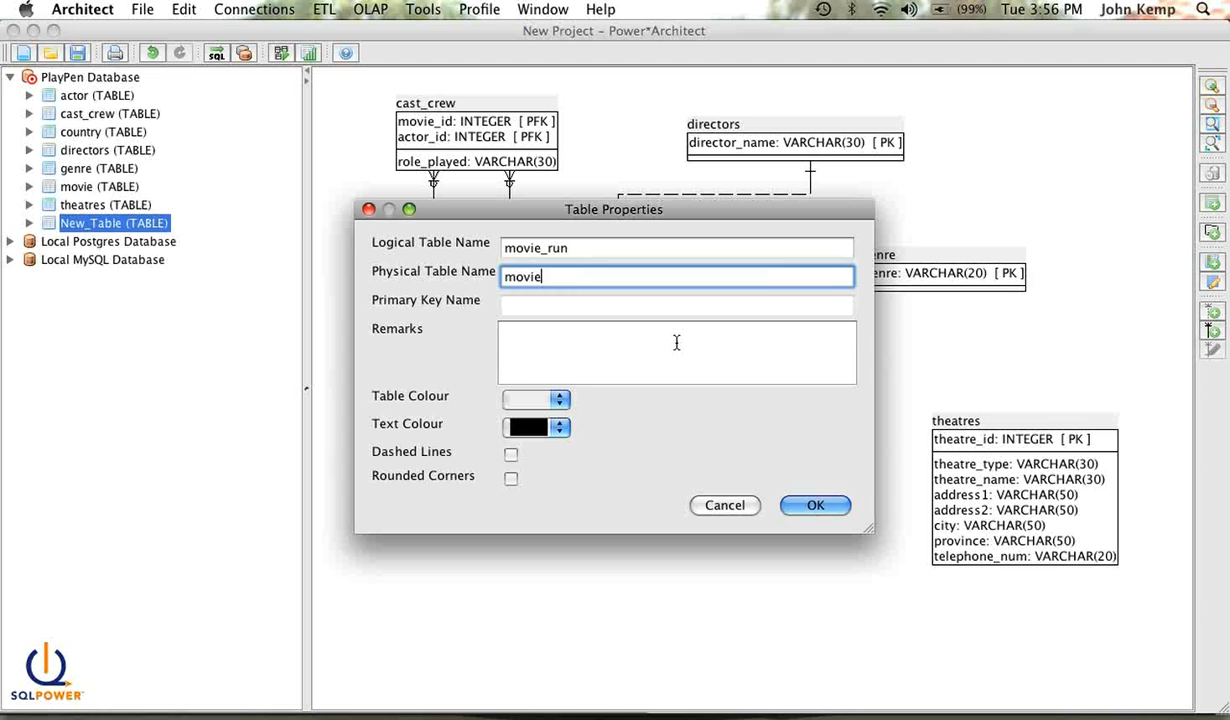 Architect File Edit Connections ETL OLAP Tools Profile Window Help (99%) Tue 3:56 PM John Kemp
New Project – Power*Architect
SQL
PlayPen Database
actor (TABLE)
cast_crew (TABLE)
country (TABLE)
directors (TABLE)
genre (TABLE)
movie (TABLE)
theatres (TABLE)
New_Table (TABLE)
Local Postgres Database
Local MySQL Database
cast_crew
movie_id: INTEGER [ PFK ]
actor_id: INTEGER [ PFK ]
role_played: VARCHAR(30)
directors
director_name: VARCHAR(30) [ PK ]
enre
enre: VARCHAR(20) [ PK ]
Table Properties
Logical Table Name movie_run
Physical Table Name movie
Primary Key Name
Remarks
Table Colour
Text Colour
Dashed Lines
Rounded Corners
Cancel OK
theatres
theatre_id: INTEGER [ PK ]
theatre_type: VARCHAR(30)
theatre_name: VARCHAR(30)
address1: VARCHAR(50)
address2: VARCHAR(50)
city: VARCHAR(50)
province: VARCHAR(50)
telephone_num: VARCHAR(20)
SQLPOWER